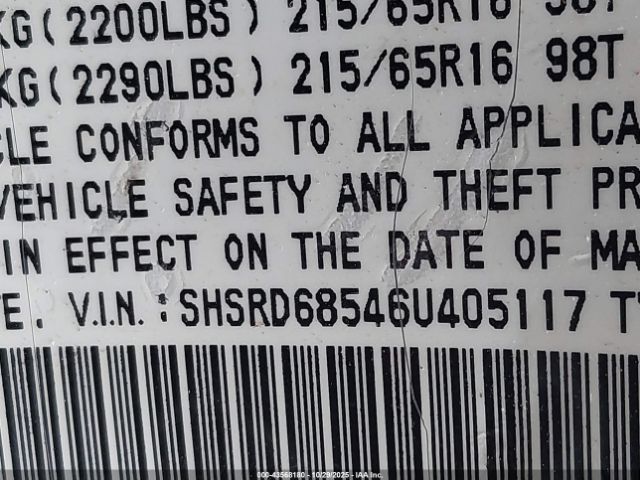 KG(2200LBS) 215/65R16 98T
KG(2290LBS) 215/65R16 98T
CLE CONFORMS TO ALL APPLICA
VEHICLE SAFETY AND THEFT PR
IN EFFECT ON THE DATE OF MA
E. V.I.N.:SHSRD68546U405117 T
000-43568180 - 10/29/2025 - IAA Inc.